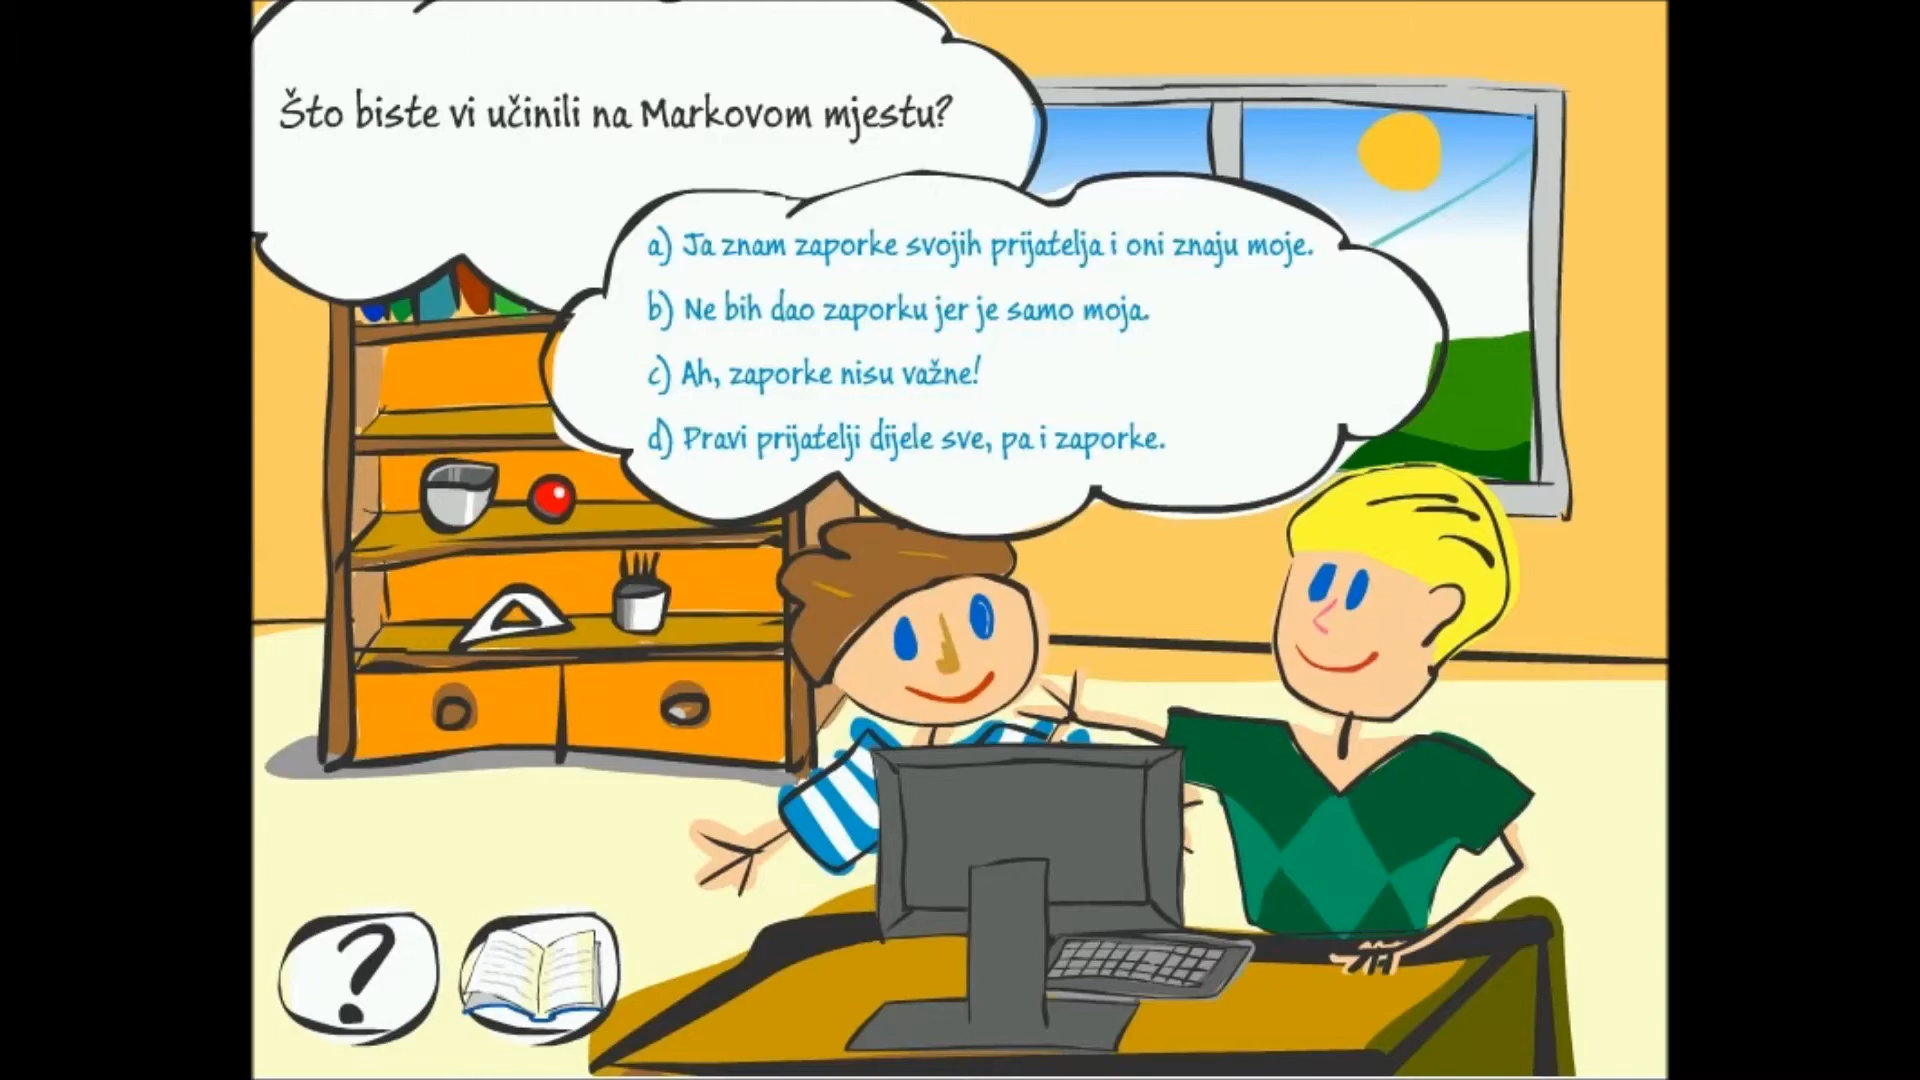 Što biste vi učinili na Markovom mjestu?
a) Ja znam zaporke svojih prijatelja i oni znaju moje.
b) Ne bih dao zaporku jer je samo moja.
c) Ah, zaporke nisu važne!
d) Pravi prijatelji dijele sve, pa i zaporke.
?